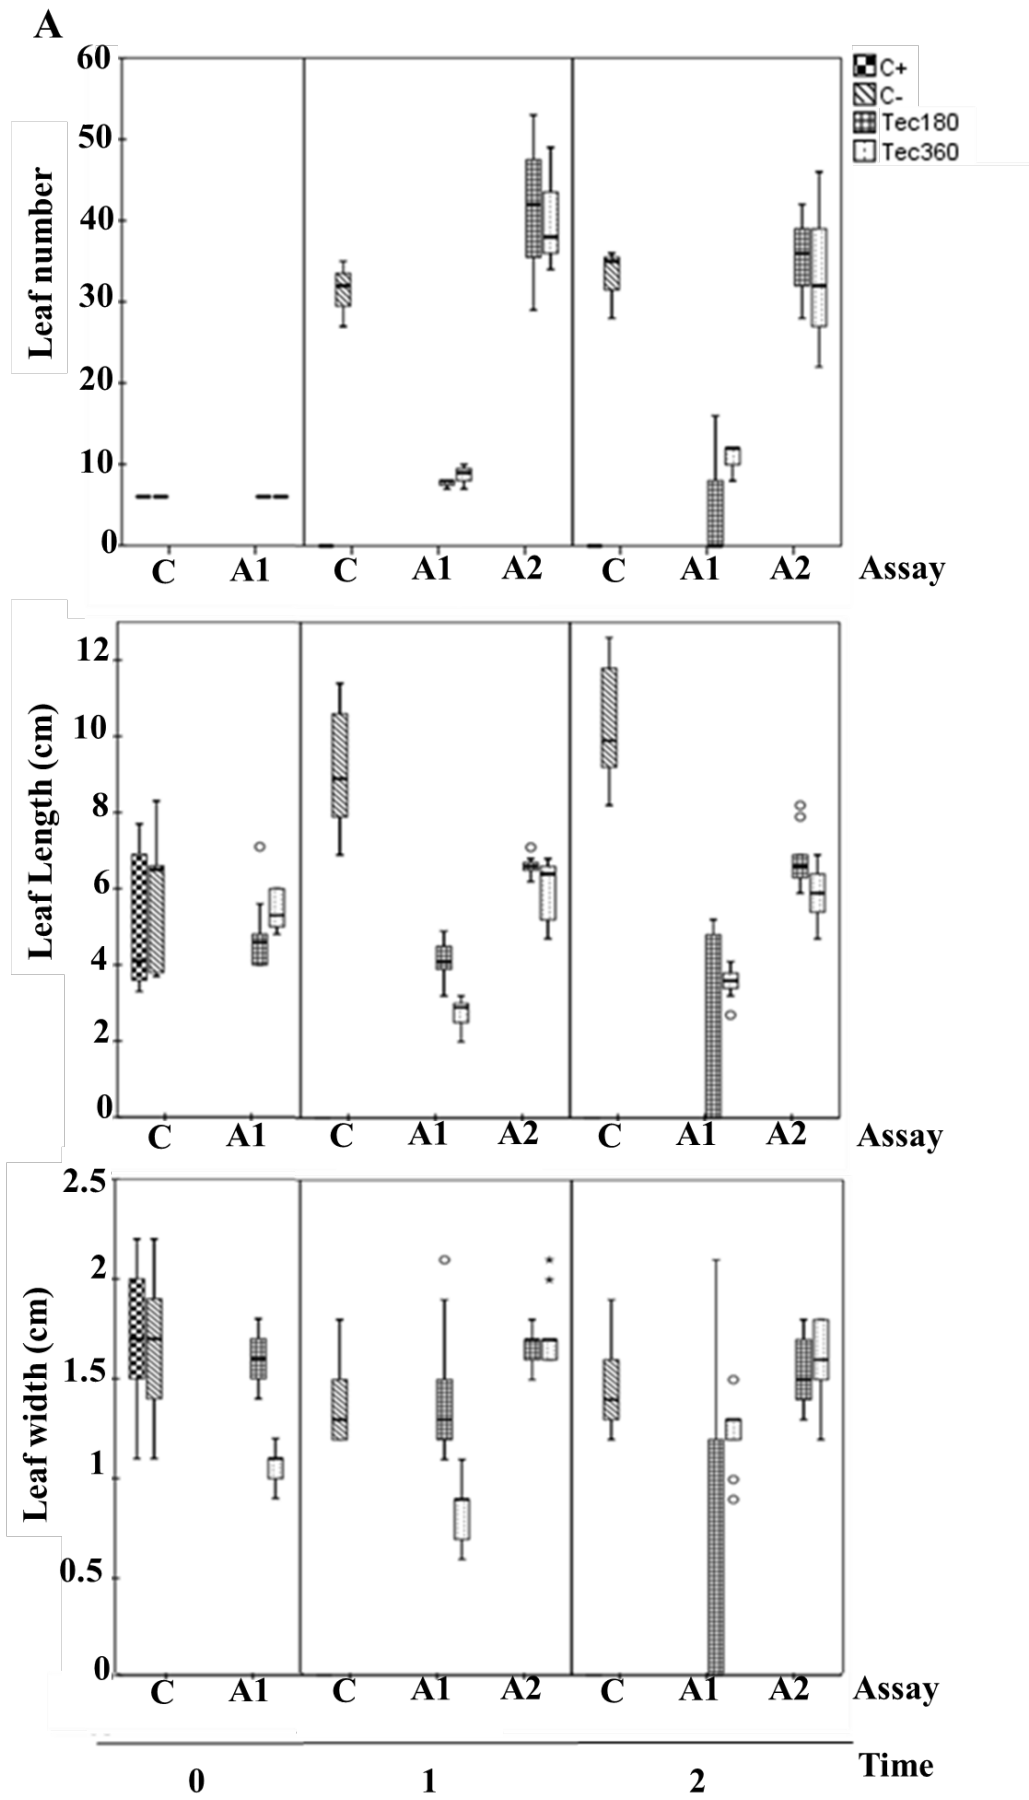 A
C+
C-
Tec180
Tec360
Leaf number
60
50
40
30
20
10
0
C A1 C A1 A2 C A1 A2 Assay
Leaf Length (cm)
12
10
8
6
4
2
0
C A1 C A1 A2 C A1 A2 Assay
Leaf width (cm)
2.5
2
1.5
1
0.5
0
C A1 C A1 A2 C A1 A2 Assay
0 1 2 Time